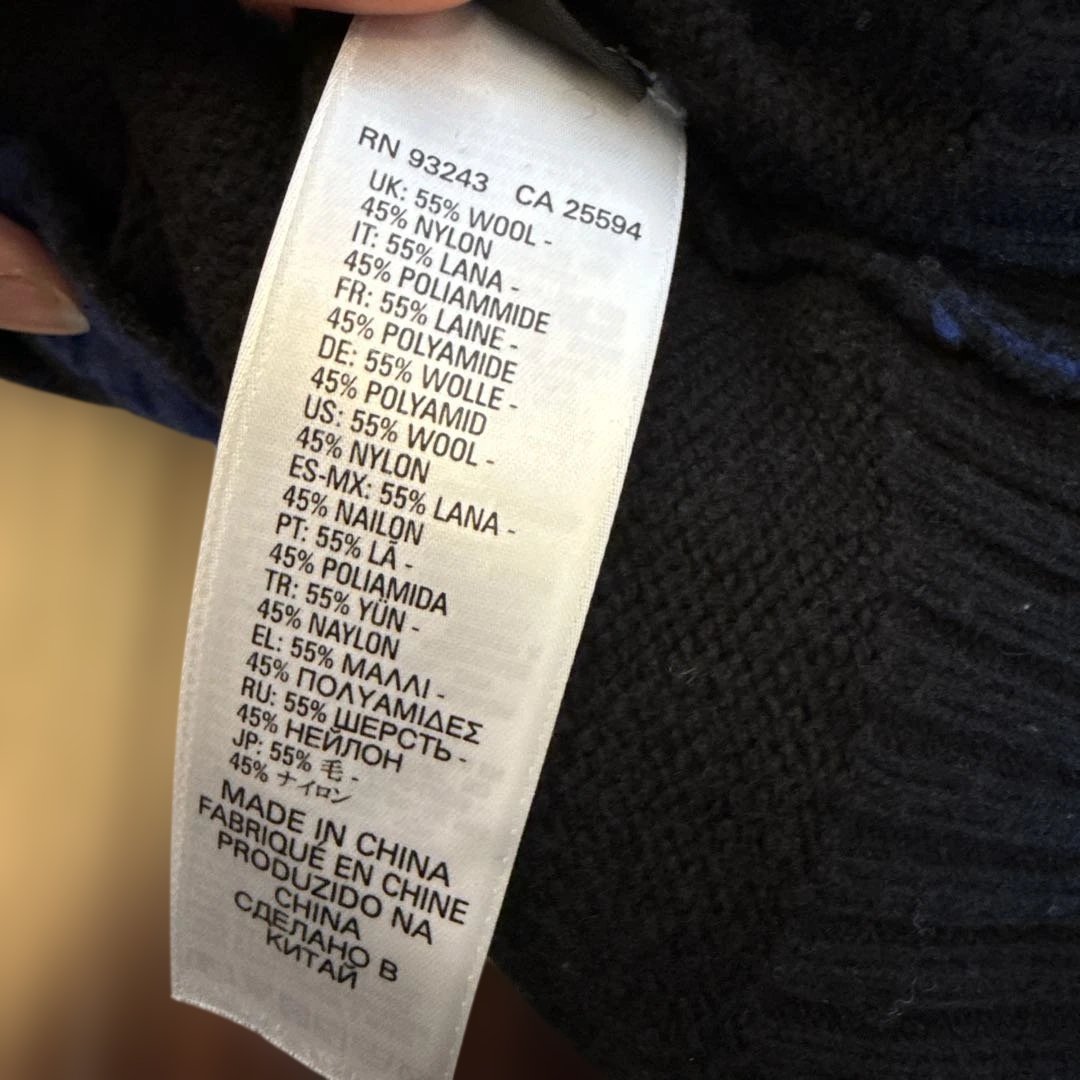 RN 93243 CA 25594
UK: 55% WOOL -
45% NYLON
IT: 55% LANA -
45% POLIAMMIDE
FR: 55% LAINE -
45% POLYAMIDE
DE: 55% WOLLE -
45% POLYAMID
US: 55% WOOL -
45% NYLON
ES-MX: 55% LANA -
45% NAILON
PT: 55% LÃ -
45% POLIAMIDA
TR: 55% YÜN -
45% NAYLON
EL: 55% ΜΑΛΛΙ -
45% ΠΟΛΥΑΜΙΔΕΣ
RU: 55% ШЕРСТЬ -
45% НЕЙЛОН
JP: 55% 毛 -
45% ナイロン
MADE IN CHINA
FABRIQUÉ EN CHINE
PRODUZIDO NA
CHINA
СДЕЛАНО В
КИТАЙ